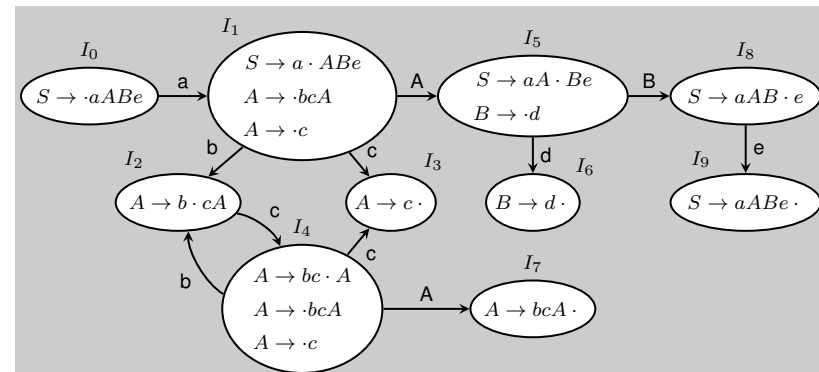 I₀
S → ·aABe
a
I₁
S → a · ABe
A → ·bcA
A → ·c
A
I₅
S → aA · Be
B → ·d
B
I₈
S → aAB · e
b
c
d
e
I₂
A → b · cA
I₃
A → c ·
I₆
B → d ·
I₉
S → aABe ·
c
b
I₄
A → bc · A
A → ·bcA
A → ·c
c
A
I₇
A → bcA ·